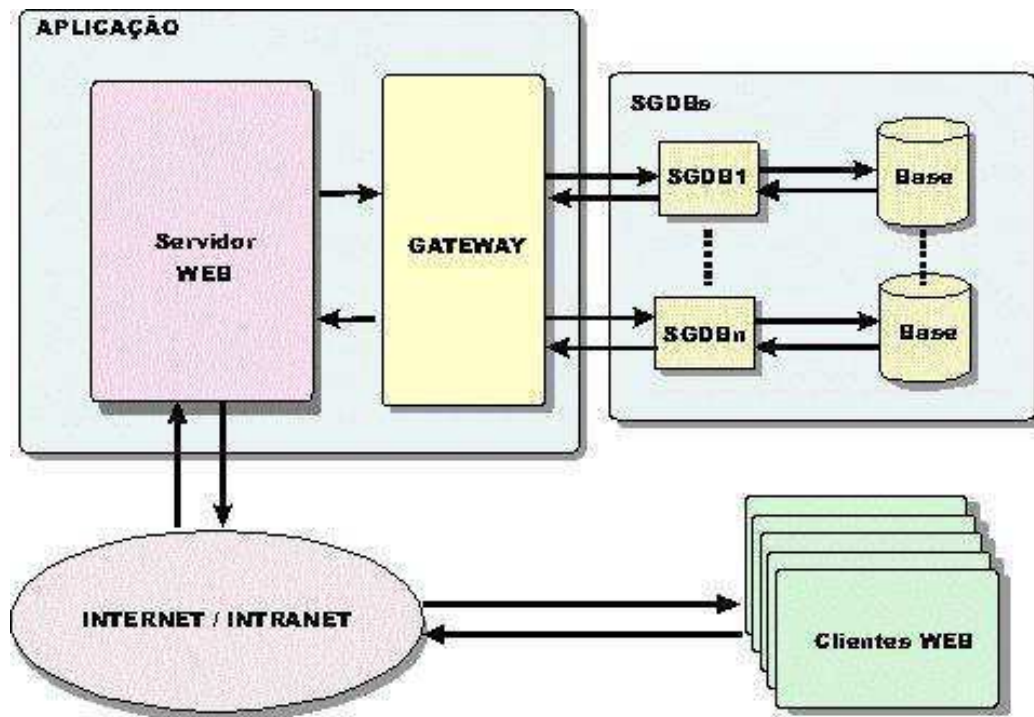 APLICAÇÃO
Servidor
WEB
GATEWAY
SGDBs
SGDB1
Base
SGDBn
Base
INTERNET / INTRANET
Clientes WEB